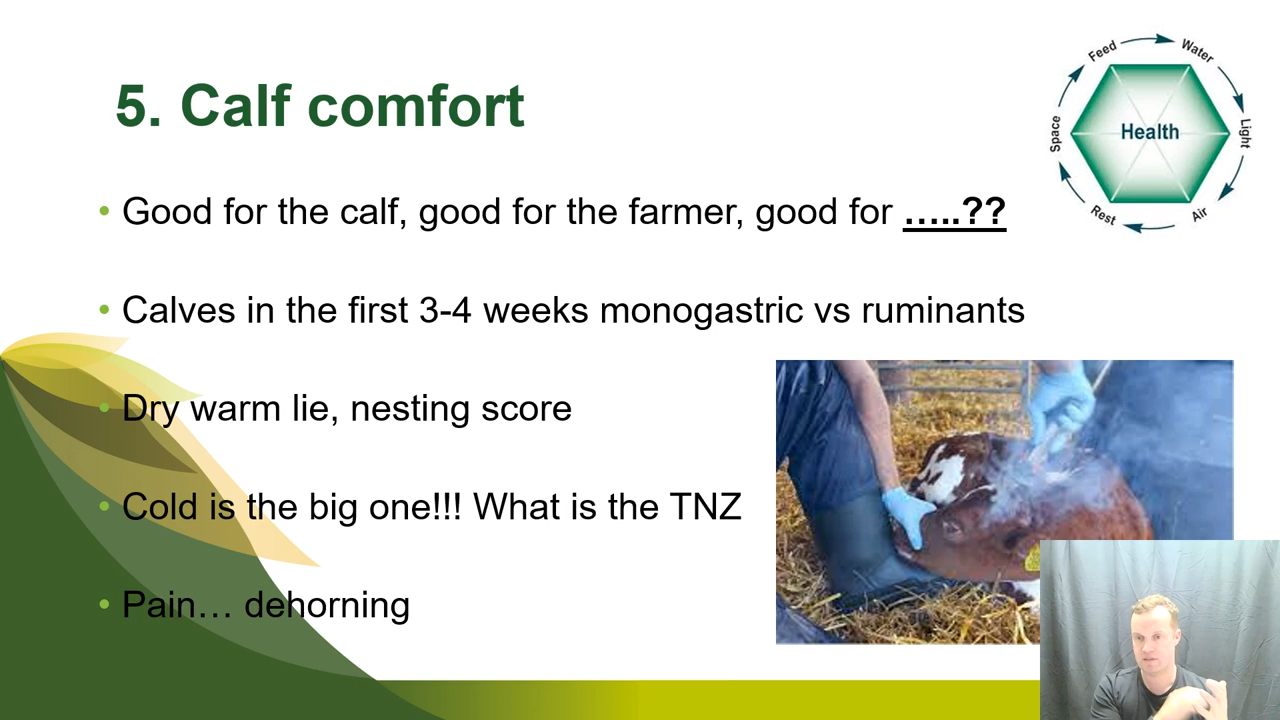 5. Calf comfort
Feed
Water
Light
Air
Rest
Space
Health
• Good for the calf, good for the farmer, good for …..??
• Calves in the first 3-4 weeks monogastric vs ruminants
• Dry warm lie, nesting score
• Cold is the big one!!! What is the TNZ
• Pain… dehorning